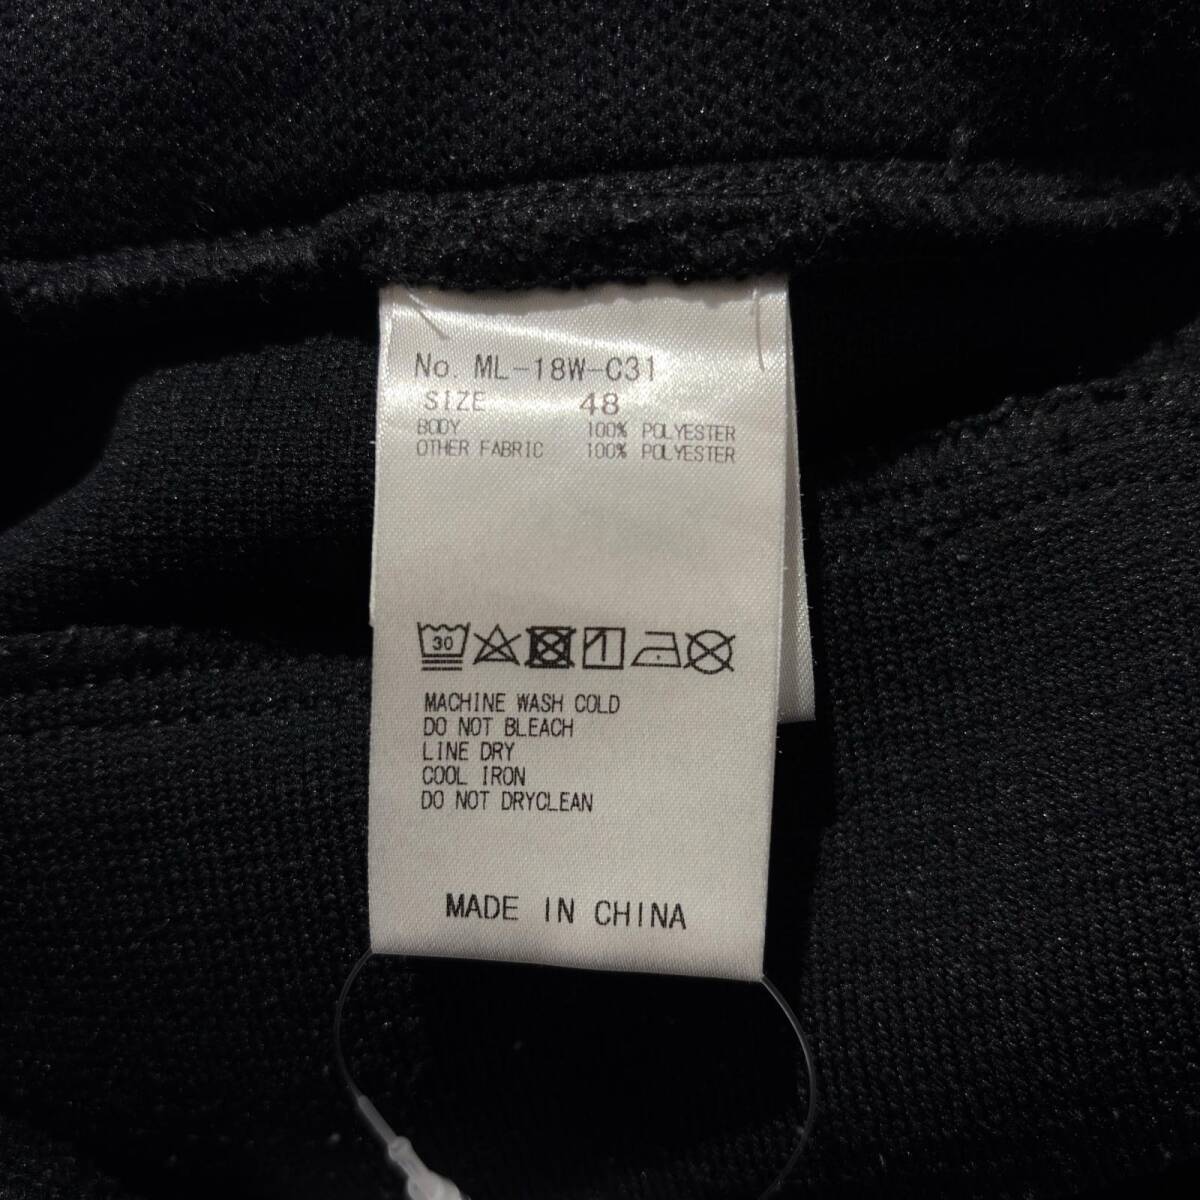 No. ML-18W-C31
SIZE 48
BODY 100% POLYESTER
OTHER FABRIC 100% POLYESTER
30
MACHINE WASH COLD
DO NOT BLEACH
LINE DRY
COOL IRON
DO NOT DRYCLEAN
MADE IN CHINA